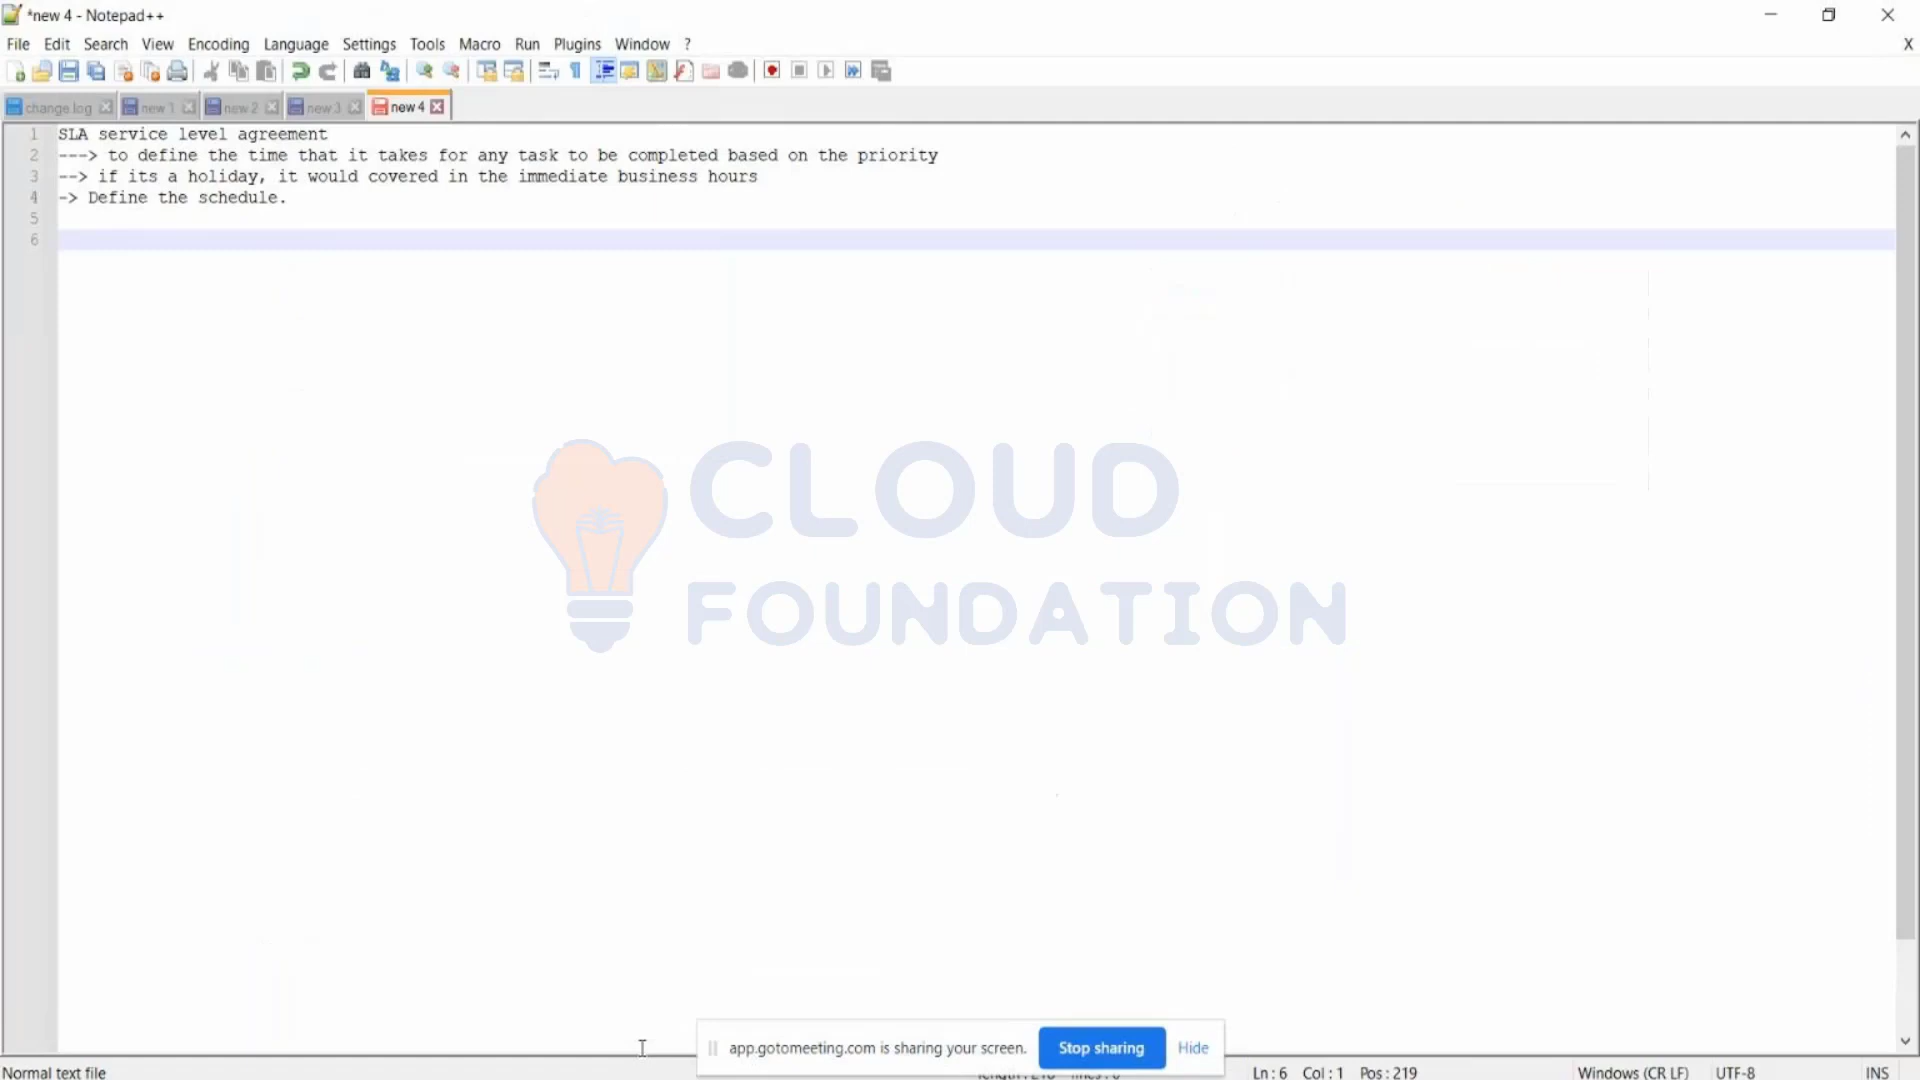 *new 4 - Notepad++
File Edit Search View Encoding Language Settings Tools Macro Run Plugins Window ?
X
change.log new 1 new 2 new 3 new 4
1 SLA service level agreement
2 ---> to define the time that it takes for any task to be completed based on the priority
3 --> if its a holiday, it would covered in the immediate business hours
4 -> Define the schedule.
5
6
CLOUD
FOUNDATION
app.gotomeeting.com is sharing your screen. Stop sharing Hide
Normal text file Ln : 6 Col : 1 Pos : 219 Windows (CR LF) UTF-8 INS